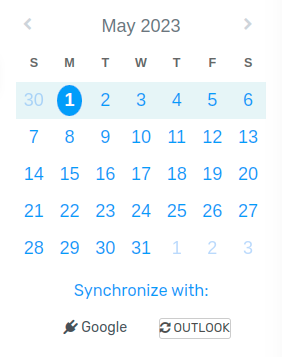 May 2023
S M T W T F S
30 1 2 3 4 5 6
7 8 9 10 11 12 13
14 15 16 17 18 19 20
21 22 23 24 25 26 27
28 29 30 31 1 2 3
Synchronize with:
Google OUTLOOK